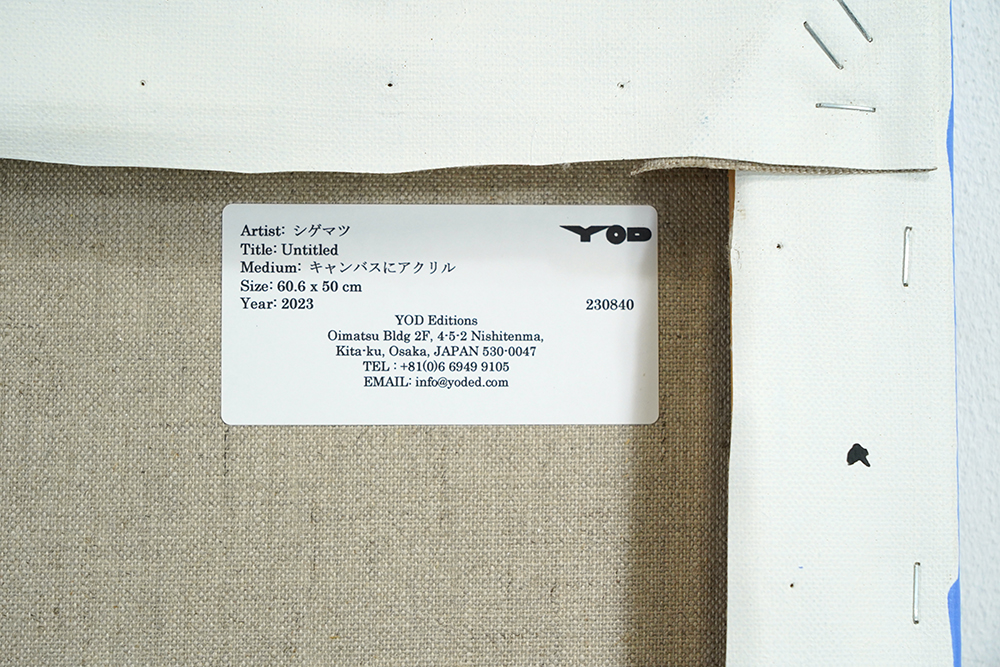 YOD
Artist: シゲマツ
Title: Untitled
Medium: キャンバスにアクリル
Size: 60.6 x 50 cm
Year: 2023
230840
YOD Editions
Oimatsu Bldg 2F, 4-5-2 Nishitenma,
Kita-ku, Osaka, JAPAN 530-0047
TEL : +81(0)6 6949 9105
EMAIL: info@yoded.com